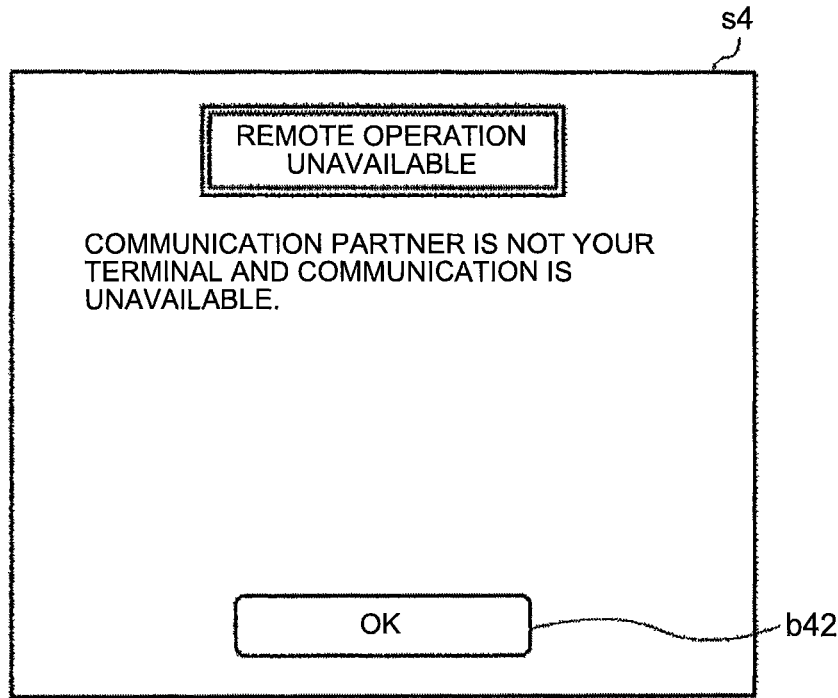 s4
REMOTE OPERATION
UNAVAILABLE
COMMUNICATION PARTNER IS NOT YOUR
TERMINAL AND COMMUNICATION IS
UNAVAILABLE.
OK
b42